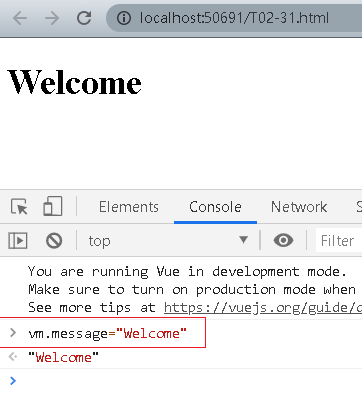 localhost:50691/T02-31.html
Welcome
Elements Console Network
top Filter
You are running Vue in development mode.
Make sure to turn on production mode when
See more tips at https://vuejs.org/guide/
> vm.message="Welcome"
"Welcome"
>